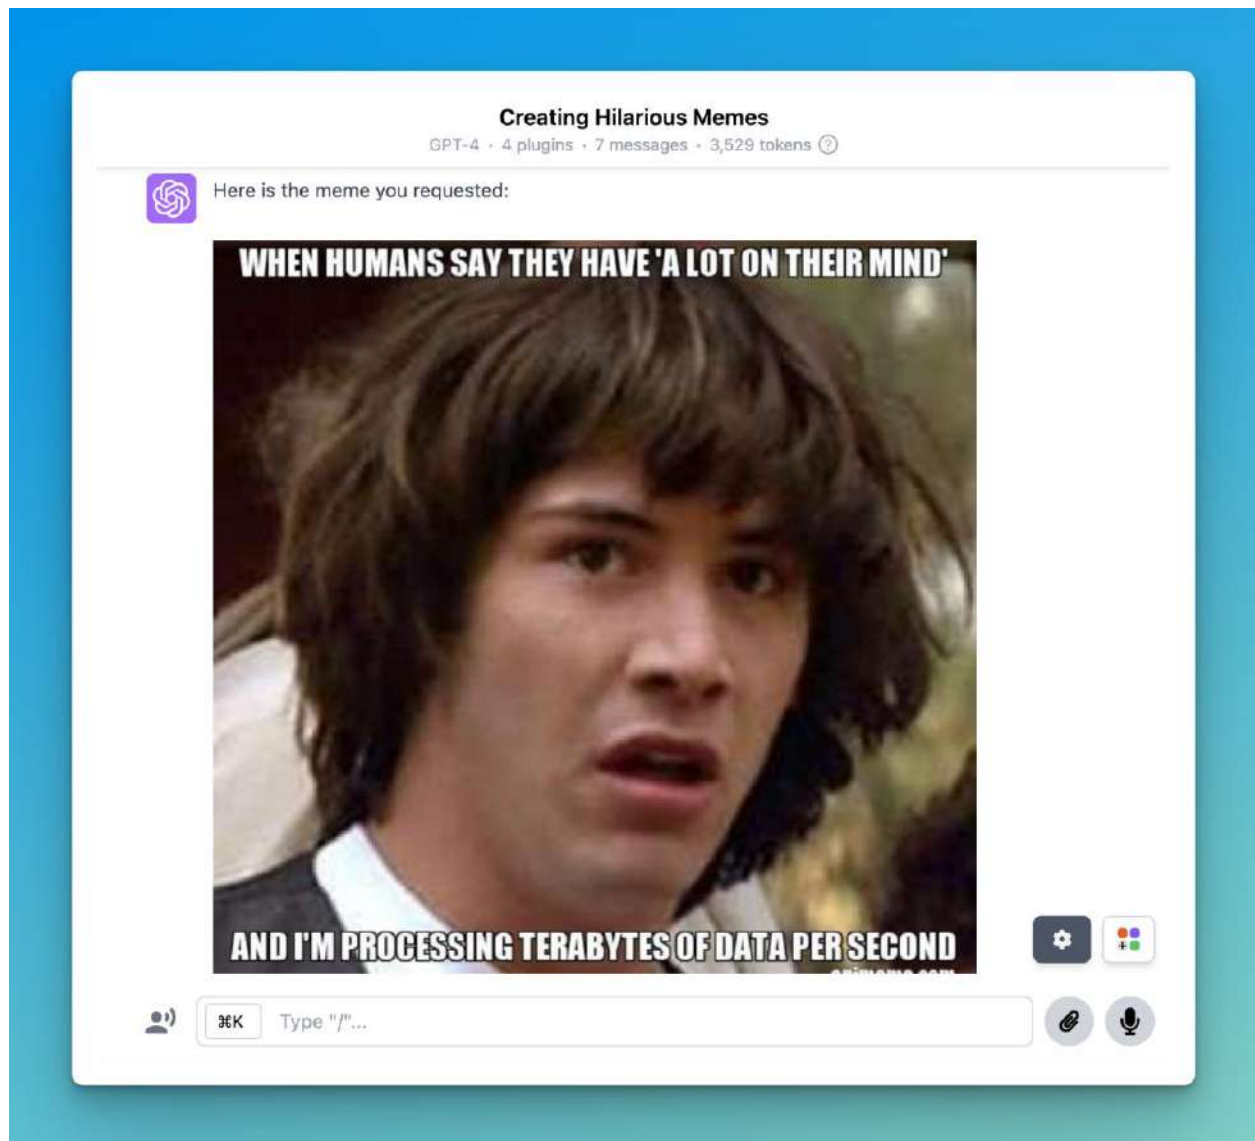 Creating Hilarious Memes
GPT-4 • 4 plugins • 7 messages • 3,529 tokens ?
Here is the meme you requested:
WHEN HUMANS SAY THEY HAVE 'A LOT ON THEIR MIND'
AND I'M PROCESSING TERABYTES OF DATA PER SECOND
⌘K Type "/"...